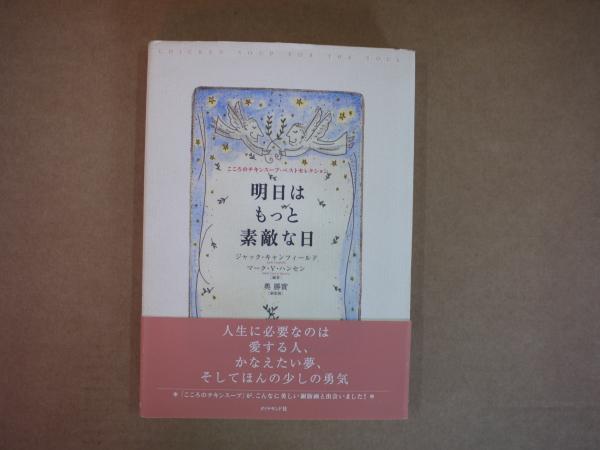 CHICKEN SOUP FOR THE SOUL
こころのチキンスープ・ベストセレクション
明日は
もっと
素敵な日
ジャック・キャンフィールド
マーク・V・ハンセン
奥 勝實
人生に必要なのは
愛する人、
かなえたい夢、
そしてほんの少しの勇気
＊「こころのチキンスープ」が、こんなに美しい銅版画と出会いました！＊
ダイヤモンド社